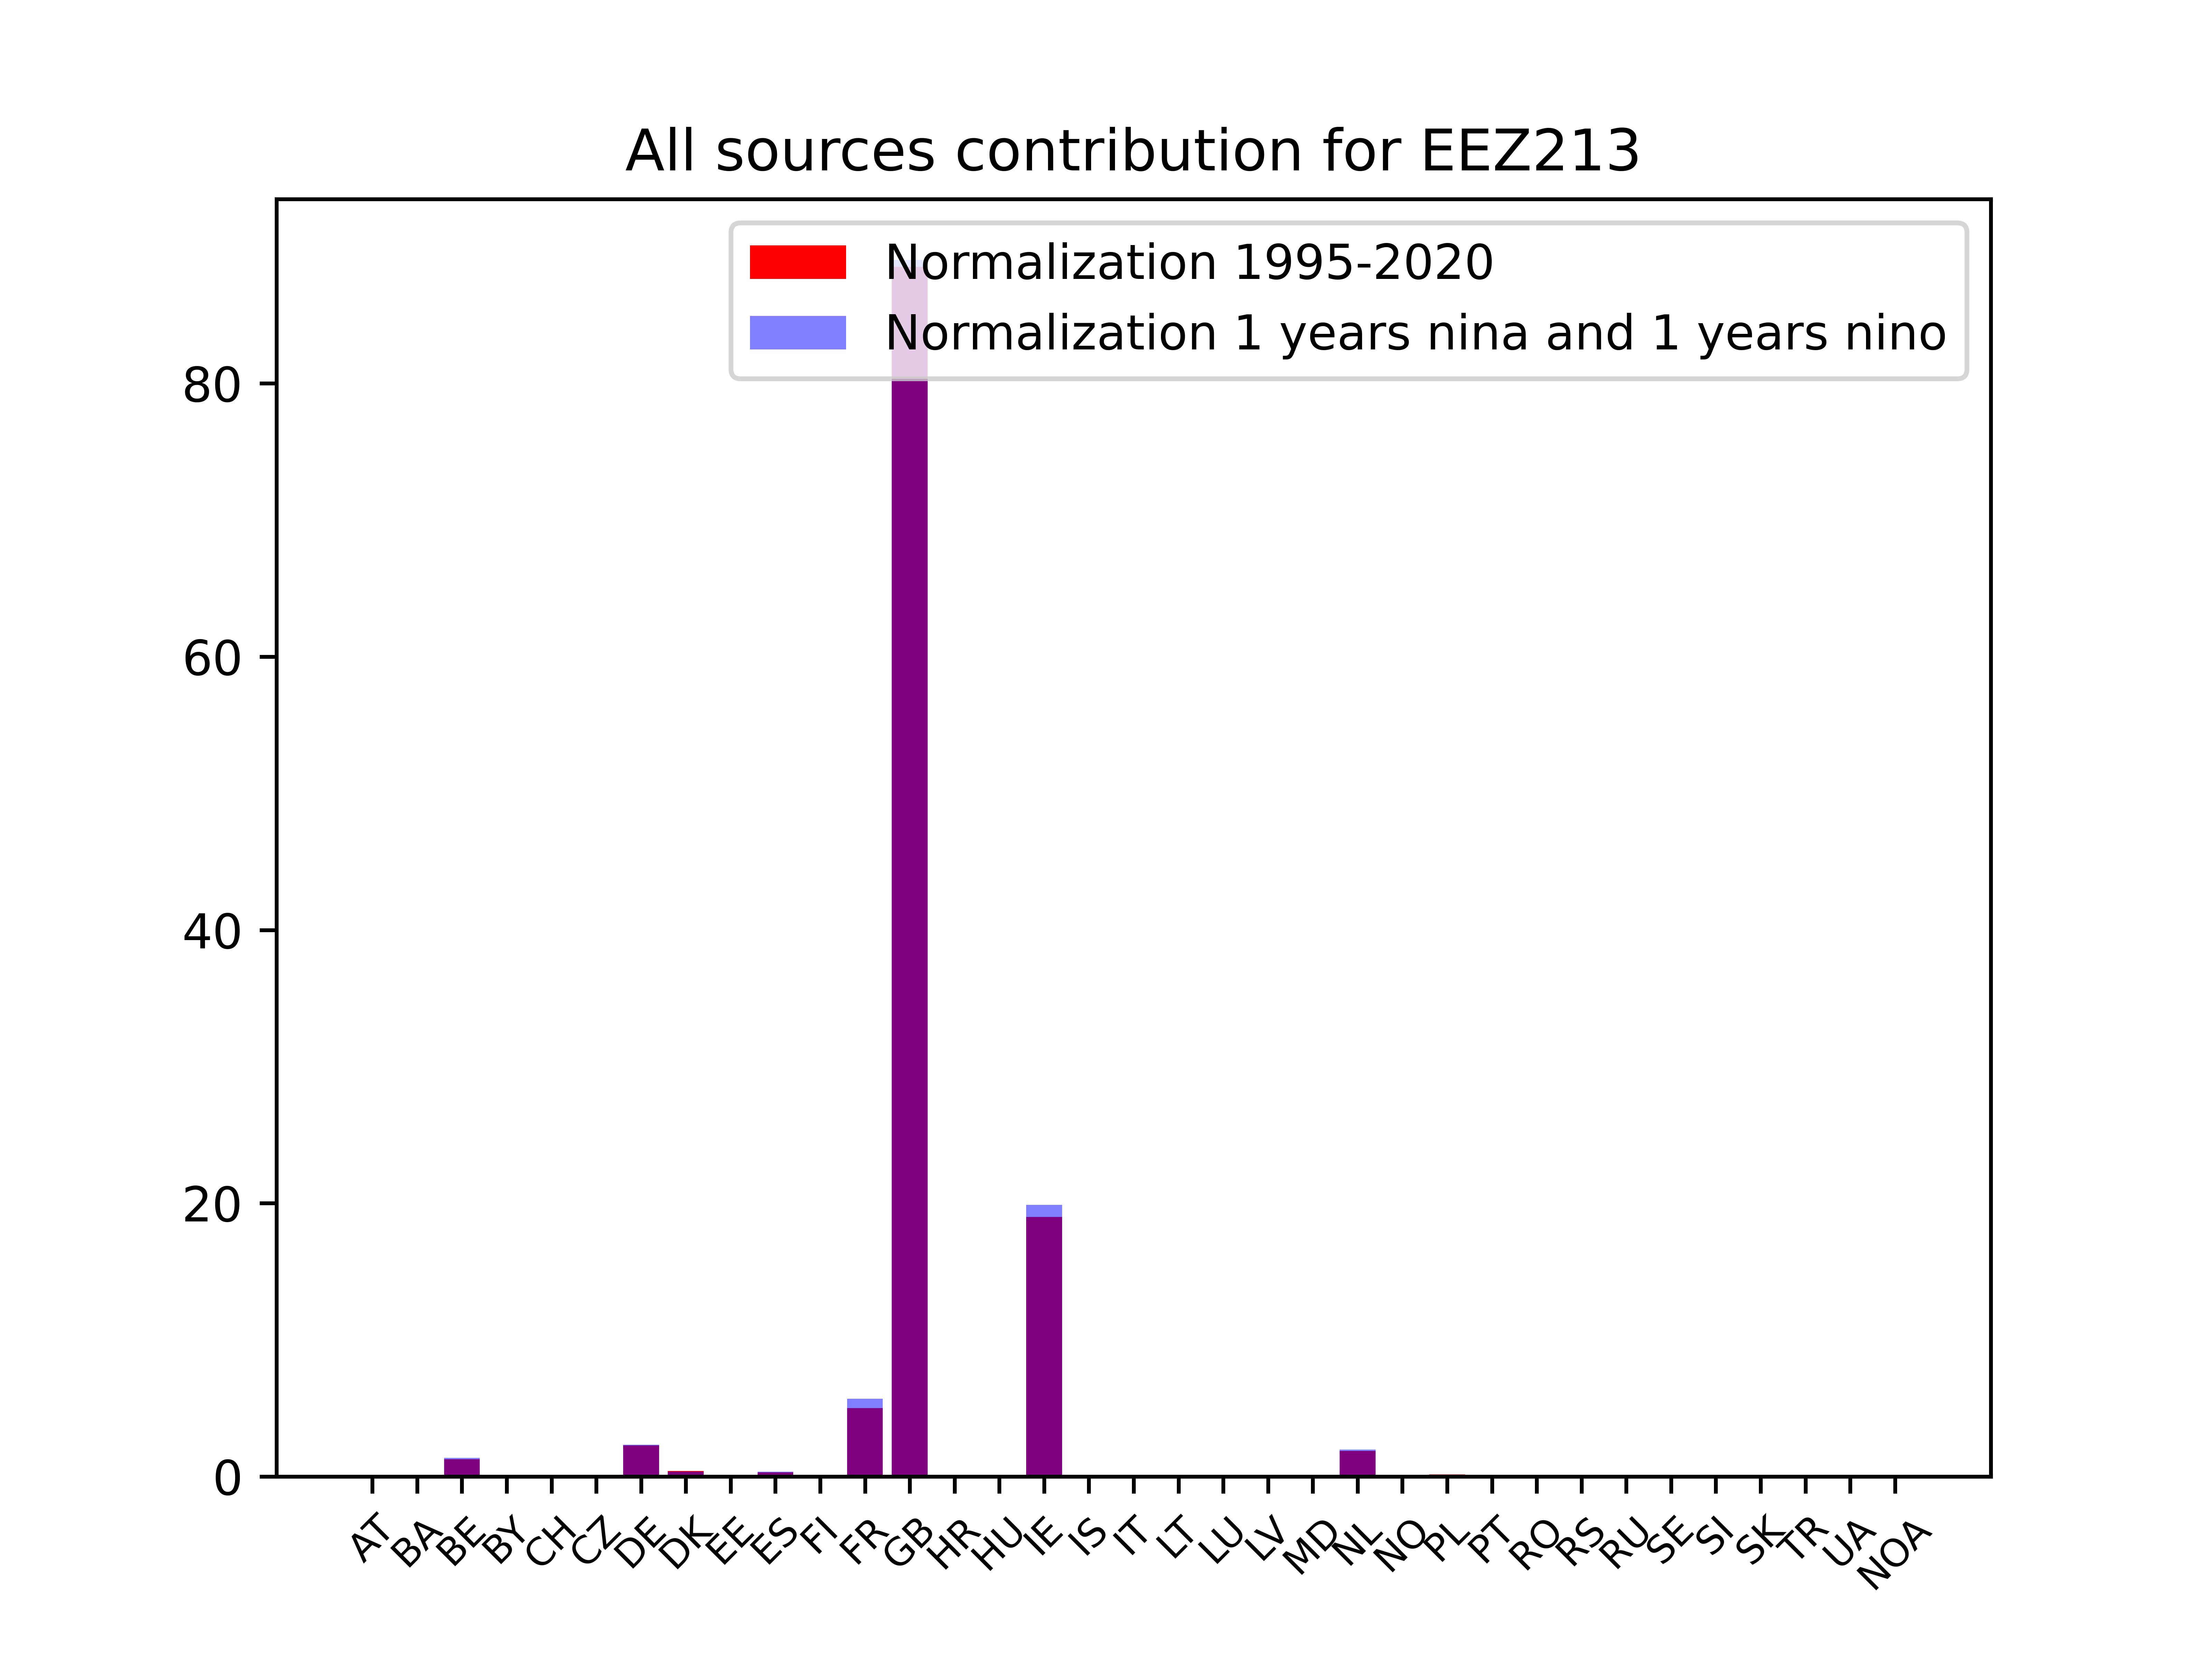 All sources contribution for EEZ213
Normalization 1995-2020
Normalization 1 years nina and 1 years nino
80
60
40
20
0
AT BA BE BY CH CZ DE DK EE ES FI FR GB HR HU IE IS IT LT LU LV MD NL NO PL PT RO RS RU SE SI SK TR UA NOA